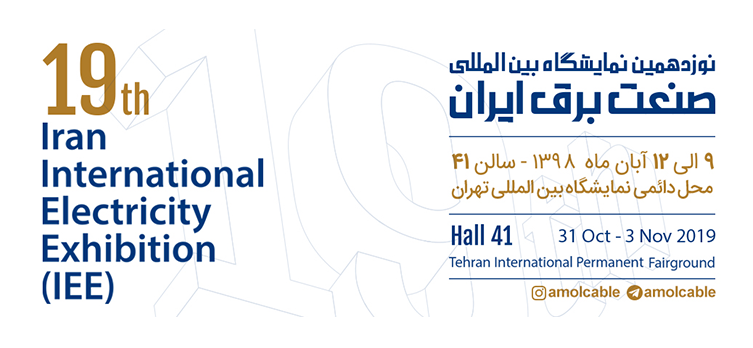 19th
Iran
International
Electricity
Exhibition
(IEE)
نوزدهمین نمایشگاه بین المللی
صنعت برق ایران
۹ الی ۱۲ آبان ماه ۱۳۹۸ - سالن ۴۱
محل دائمی نمایشگاه بین المللی تهران
Hall 41 31 Oct - 3 Nov 2019
Tehran International Permanent Fairground
amolcable amolcable